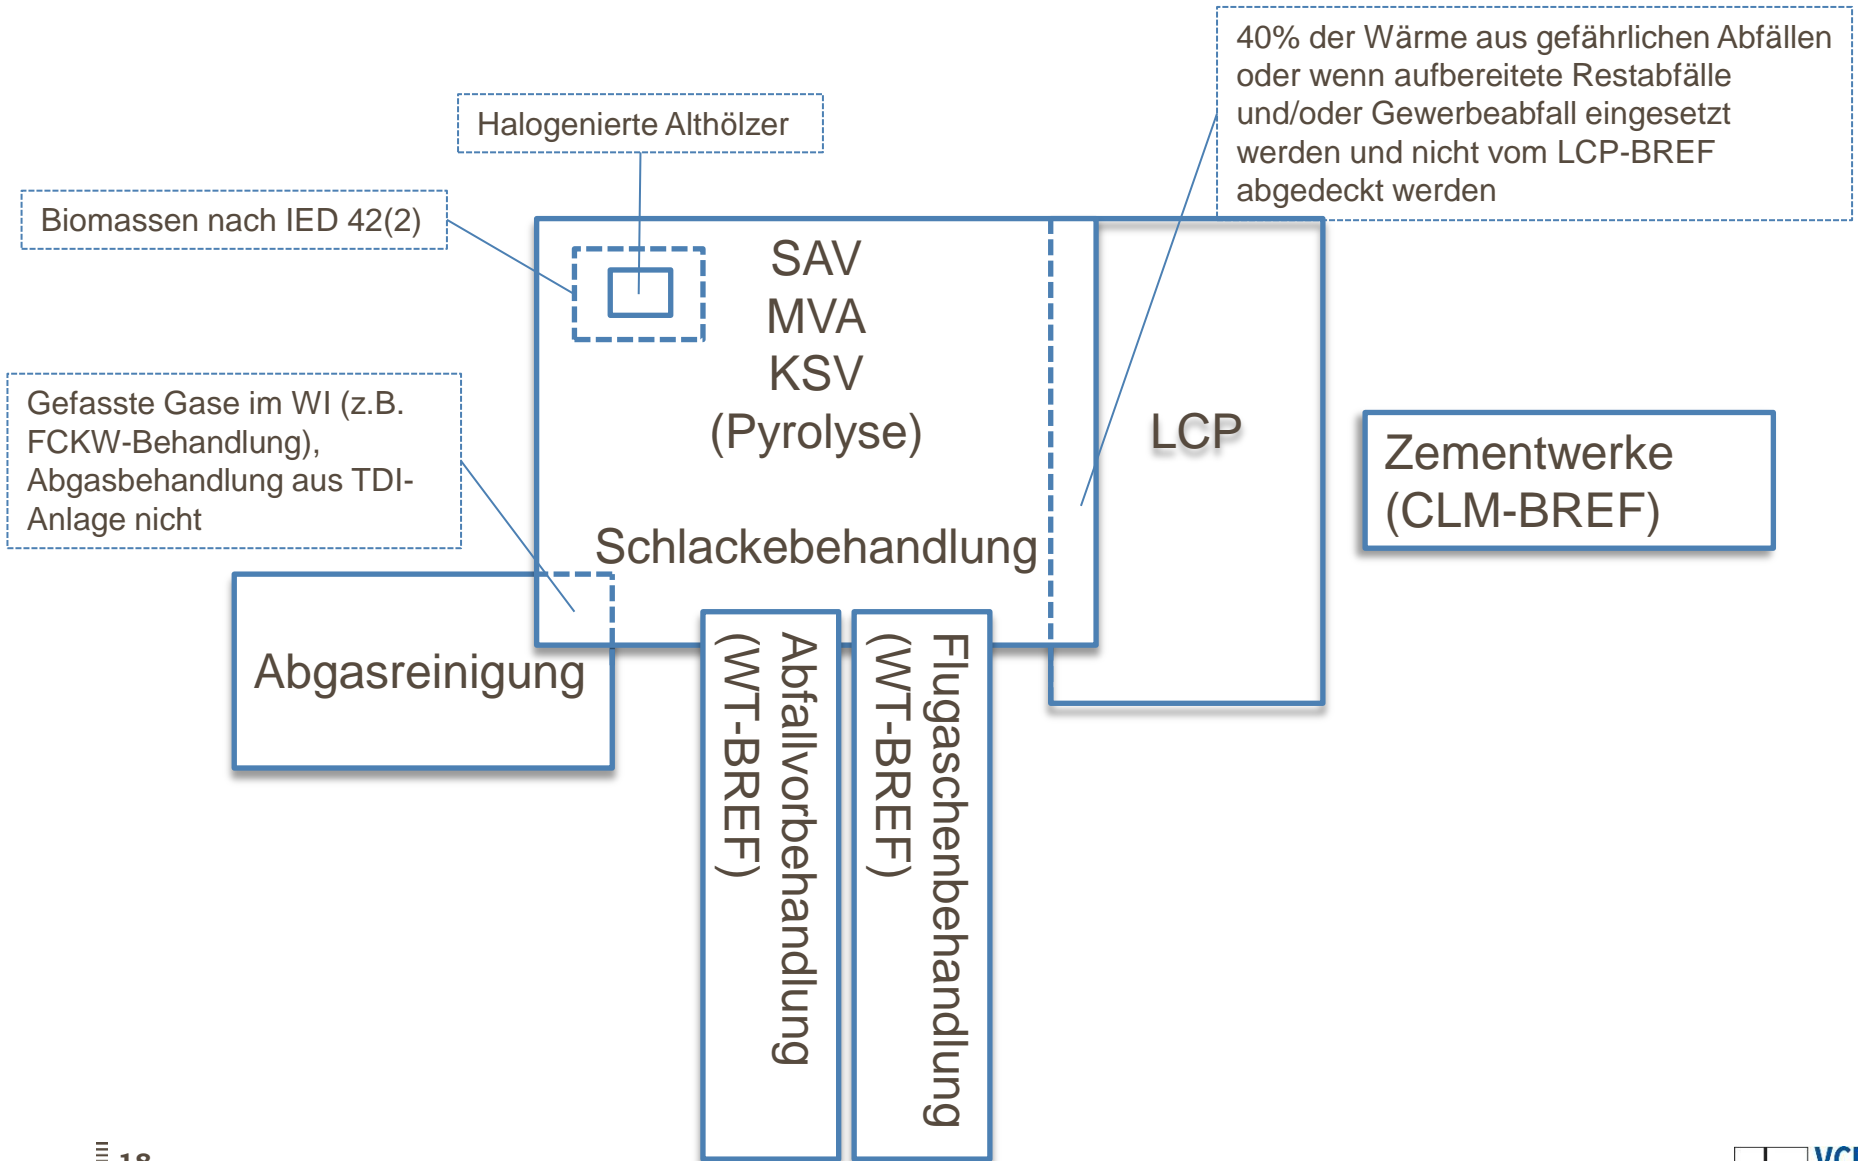 40% der Wärme aus gefährlichen Abfällen
oder wenn aufbereitete Restabfälle
und/oder Gewerbeabfall eingesetzt
werden und nicht vom LCP-BREF
abgedeckt werden
Halogenierte Althölzer
Biomassen nach IED 42(2)
SAV
MVA
KSV
(Pyrolyse)
Schlackebehandlung
LCP
Zementwerke
(CLM-BREF)
Gefasste Gase im WI (z.B.
FCKW-Behandlung),
Abgasbehandlung aus TDI-
Anlage nicht
Abgasreinigung
Abfallvorbehandlung
(WT-BREF)
Flugaschenbehandlung
(WT-BREF)
18